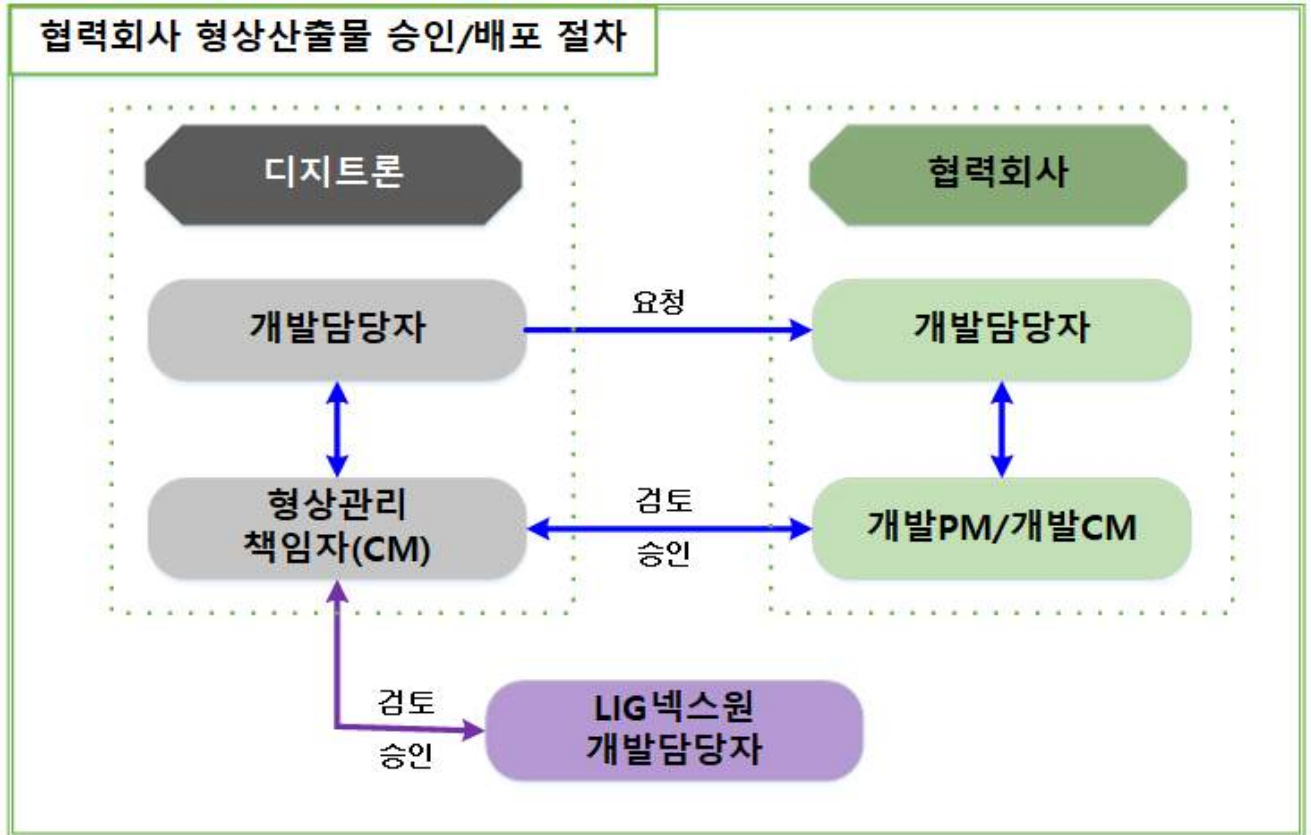 협력회사 형상산출물 승인/배포 절차
디지트론
협력회사
개발담당자
요청
개발담당자
형상관리
책임자(CM)
검토
승인
개발PM/개발CM
검토
승인
LIG넥스원
개발담당자